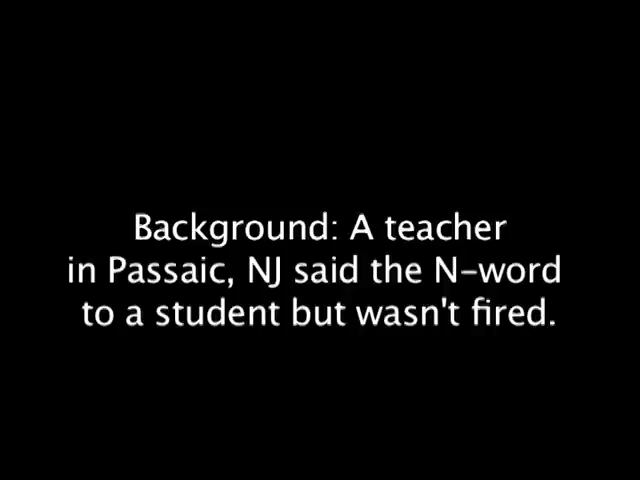 Background: A teacher
in Passaic, NJ said the N-word
to a student but wasn't fired.